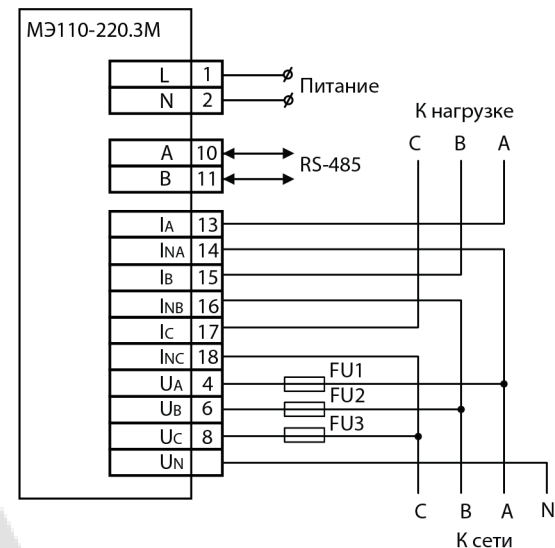 МЭ110-220.3М
L 1
N 2
Питание
К нагрузке
C B A
A 10
B 11
RS-485
IA 13
INA 14
IB 15
INB 16
IC 17
INC 18
UA 4
FU1
UB 6
FU2
UC 8
FU3
UN
C B A N
К сети